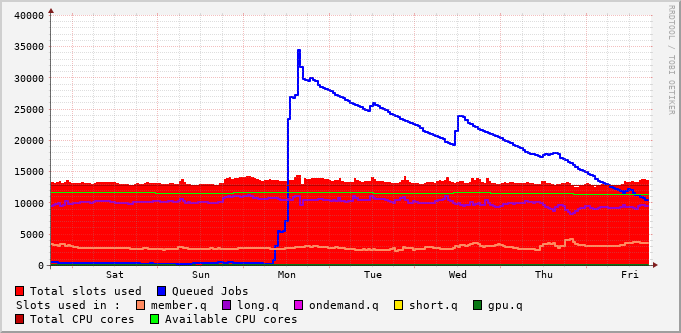 RRDTOOL / TOBI OETIKER
40000
35000
30000
25000
20000
15000
10000
5000
0
Sat Sun Mon Tue Wed Thu Fri
Total slots used Queued Jobs
Slots used in : member.q long.q ondemand.q short.q gpu.q
Total CPU cores Available CPU cores